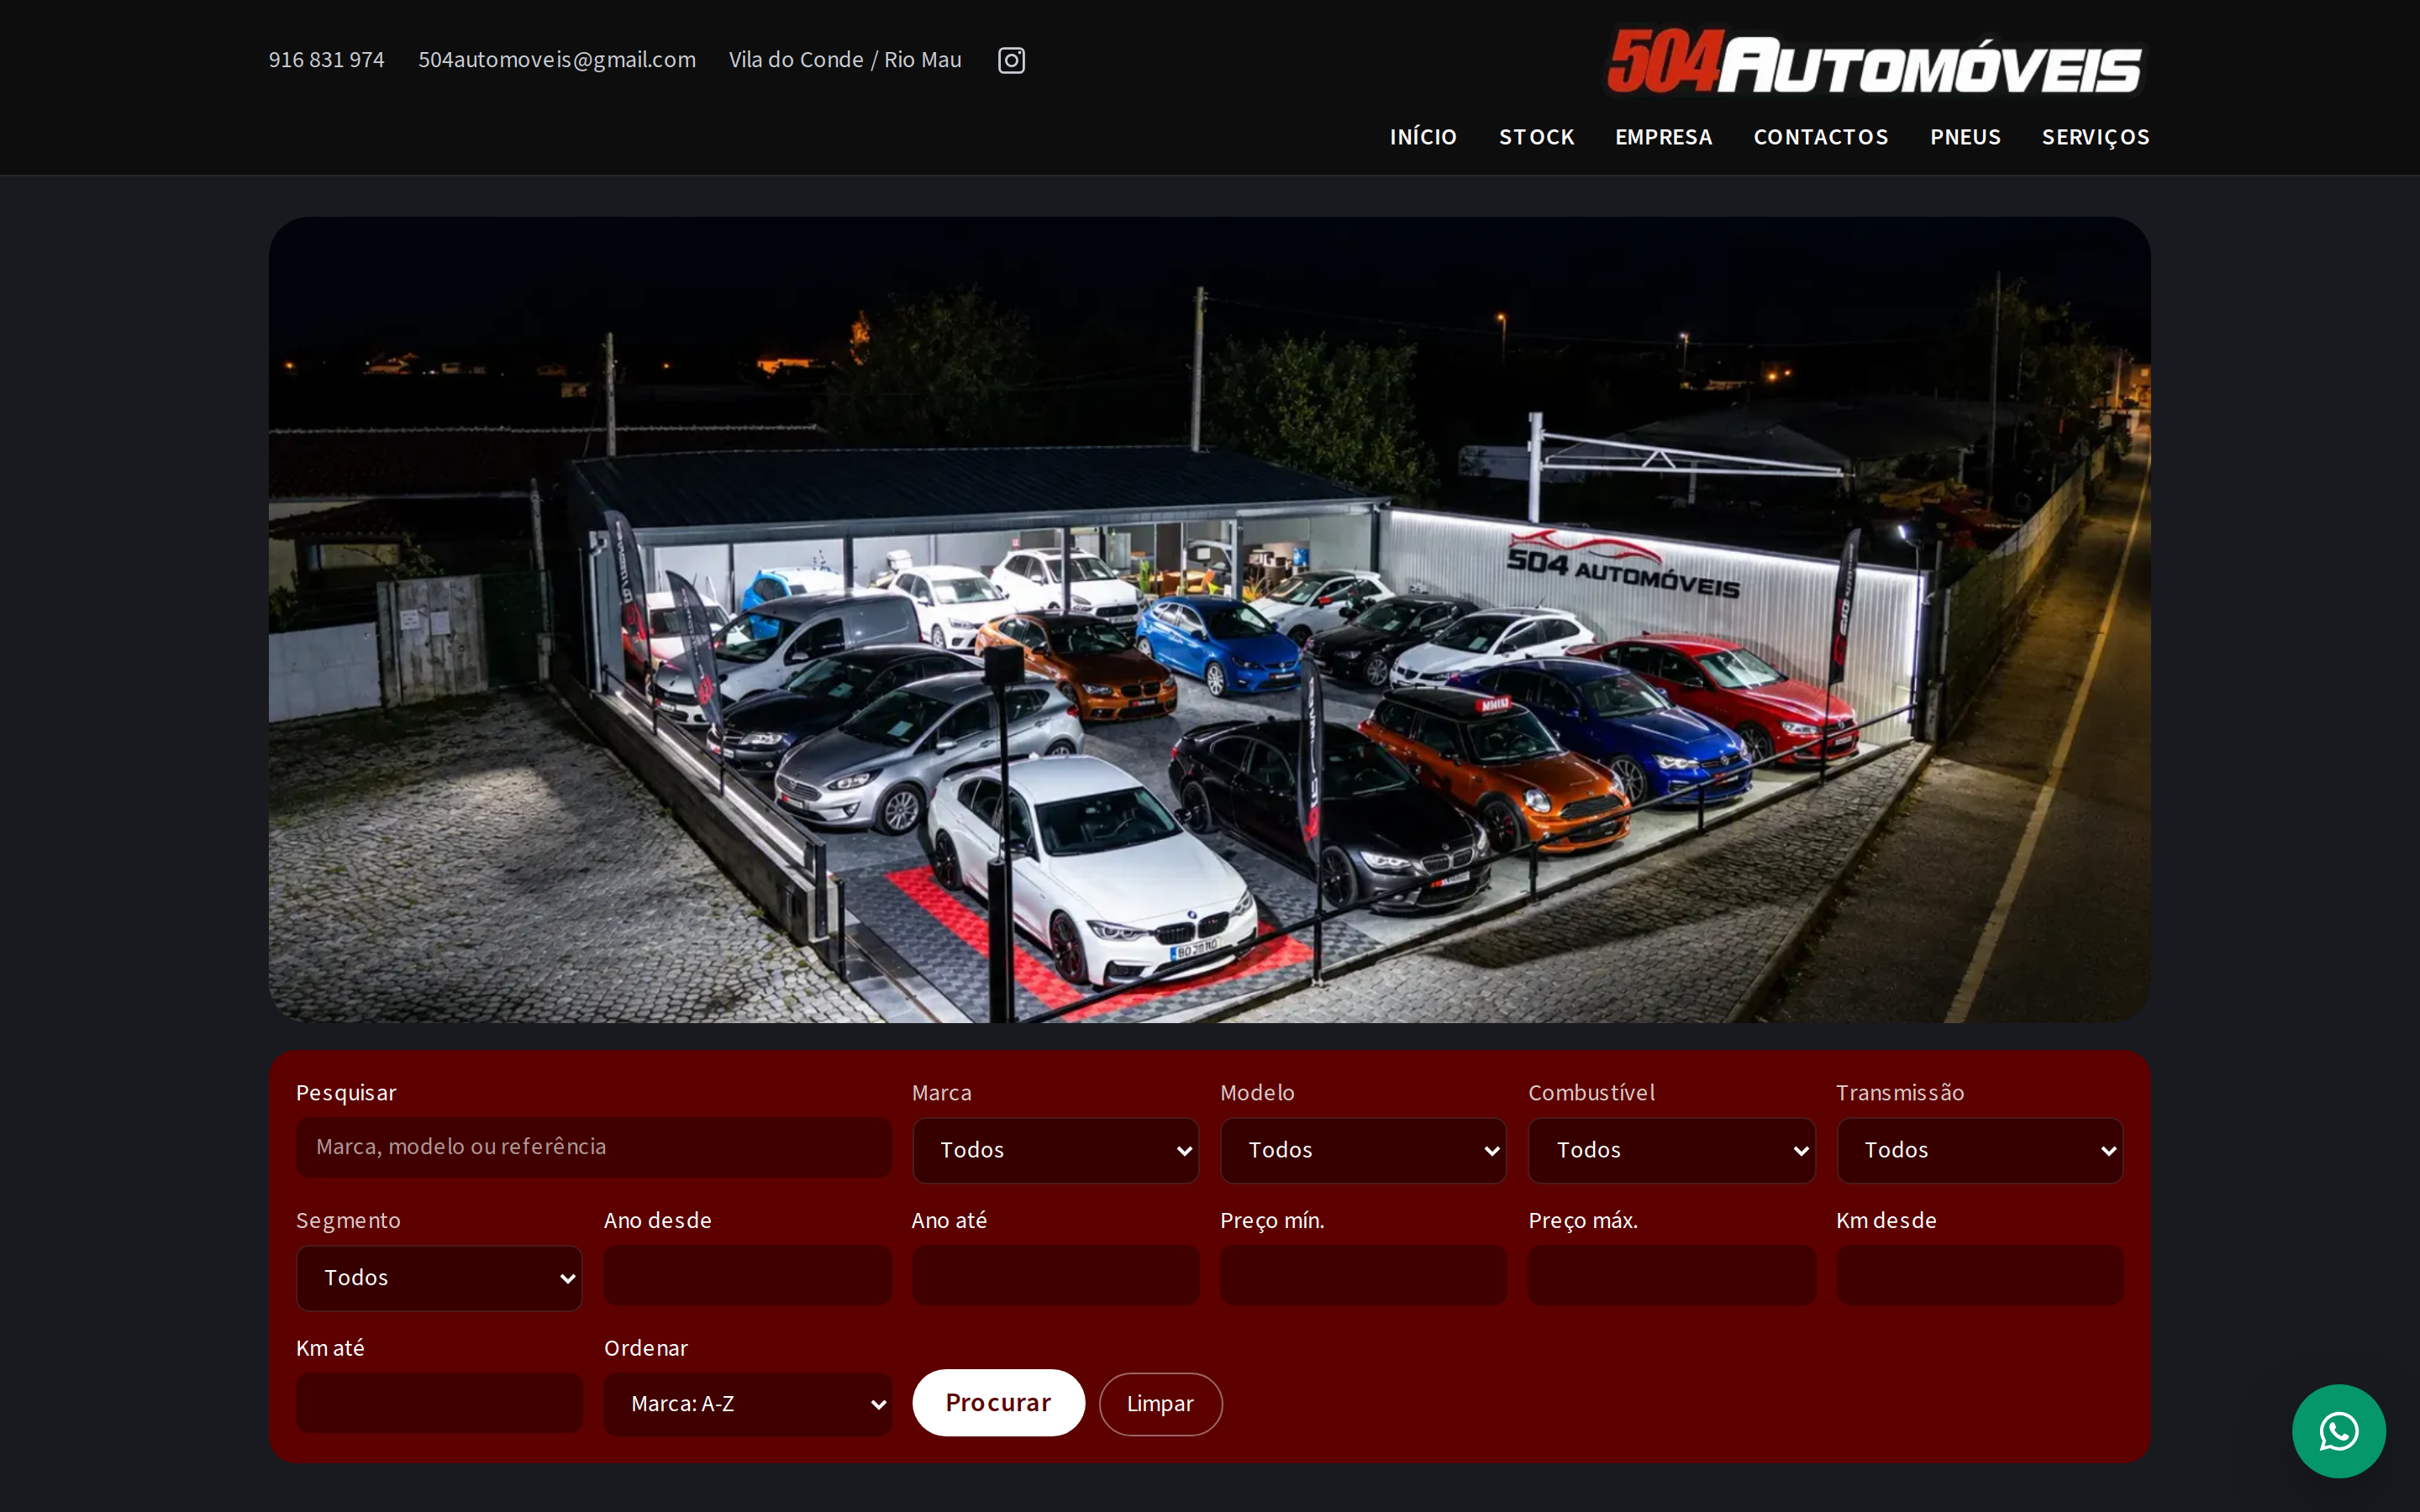 916 831 974 504automoveis@gmail.com Vila do Conde / Rio Mau
504AUTOMÓVEIS
INÍCIO STOCK EMPRESA CONTACTOS PNEUS SERVIÇOS
504 AUTOMÓVEIS
MINI
Pesquisar Marca Modelo Combustível Transmissão
Marca, modelo ou referência Todos Todos Todos Todos
Segmento Ano desde Ano até Preço mín. Preço máx. Km desde
Todos
Km até Ordenar
Marca: A-Z Procurar Limpar